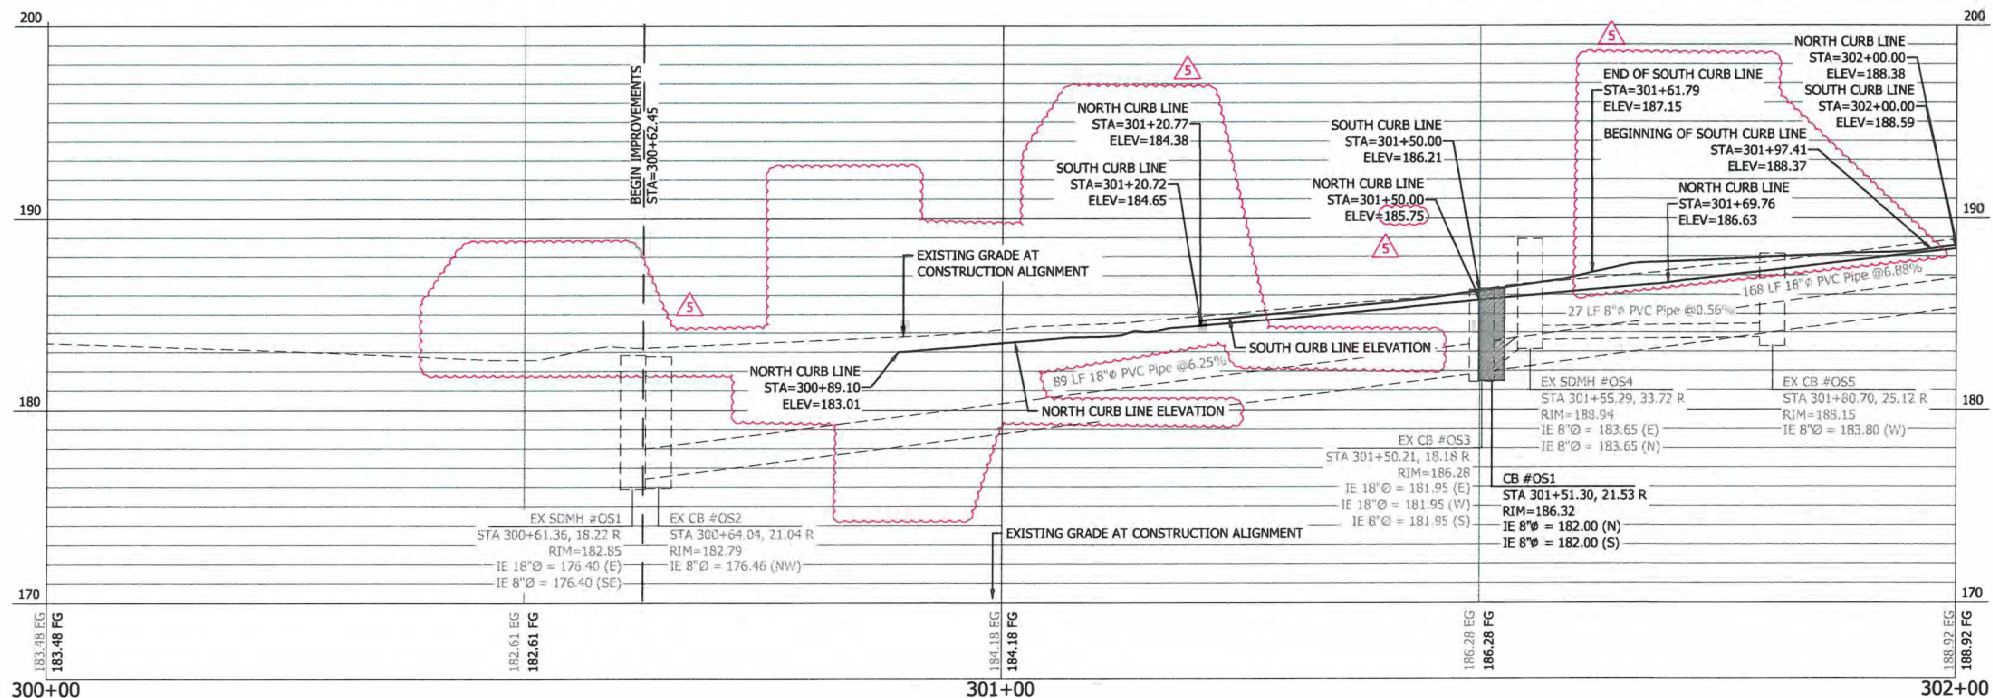 200
200
BEGIN IMPROVEMENTS
STA=300+62.45
5
5
5
5
NORTH CURB LINE
STA=301+20.77
ELEV=184.38
SOUTH CURB LINE
STA=301+20.72
ELEV=184.65
SOUTH CURB LINE
STA=301+50.00
ELEV=186.21
NORTH CURB LINE
STA=301+50.00
ELEV=185.75
END OF SOUTH CURB LINE
STA=301+61.79
ELEV=187.15
NORTH CURB LINE
STA=302+00.00
ELEV=188.38
SOUTH CURB LINE
STA=302+00.00
ELEV=188.59
BEGINNING OF SOUTH CURB LINE
STA=301+97.41
ELEV=188.37
NORTH CURB LINE
STA=301+69.76
ELEV=186.63
190
190
EXISTING GRADE AT
CONSTRUCTION ALIGNMENT
168 LF 18"ø PVC Pipe @6.88%
27 LF 8"ø PVC Pipe @0.56%
SOUTH CURB LINE ELEVATION
89 LF 18"ø PVC Pipe @6.25%
NORTH CURB LINE
STA=300+89.10
ELEV=183.01
NORTH CURB LINE ELEVATION
180
180
EX SDMH #OS4
STA 301+55.29, 33.72 R
RIM=188.94
IE 8"Ø = 183.65 (E)
IE 8"Ø = 183.65 (N)
EX CB #OS5
STA 301+80.70, 25.12 R
RIM=188.15
IE 8"Ø = 183.80 (W)
EX CB #OS3
STA 301+50.21, 18.18 R
RIM=186.28
IE 18"Ø = 181.95 (E)
IE 18"Ø = 181.95 (W)
IE 8"Ø = 181.95 (S)
CB #OS1
STA 301+51.30, 21.53 R
RIM=186.32
IE 8"ø = 182.00 (N)
IE 8"ø = 182.00 (S)
EX SDMH #OS1
STA 300+61.36, 18.22 R
RIM=182.85
IE 18"Ø = 176.40 (E)
IE 8"Ø = 176.40 (SE)
EX CB #OS2
STA 300+64.04, 21.04 R
RIM=182.79
IE 8"Ø = 176.46 (NW)
EXISTING GRADE AT CONSTRUCTION ALIGNMENT
170
170
183.48 EG
183.48 FG
182.61 EG
182.61 FG
184.18 EG
184.18 FG
186.28 EG
186.28 FG
188.92 EG
188.92 FG
300+00
301+00
302+00